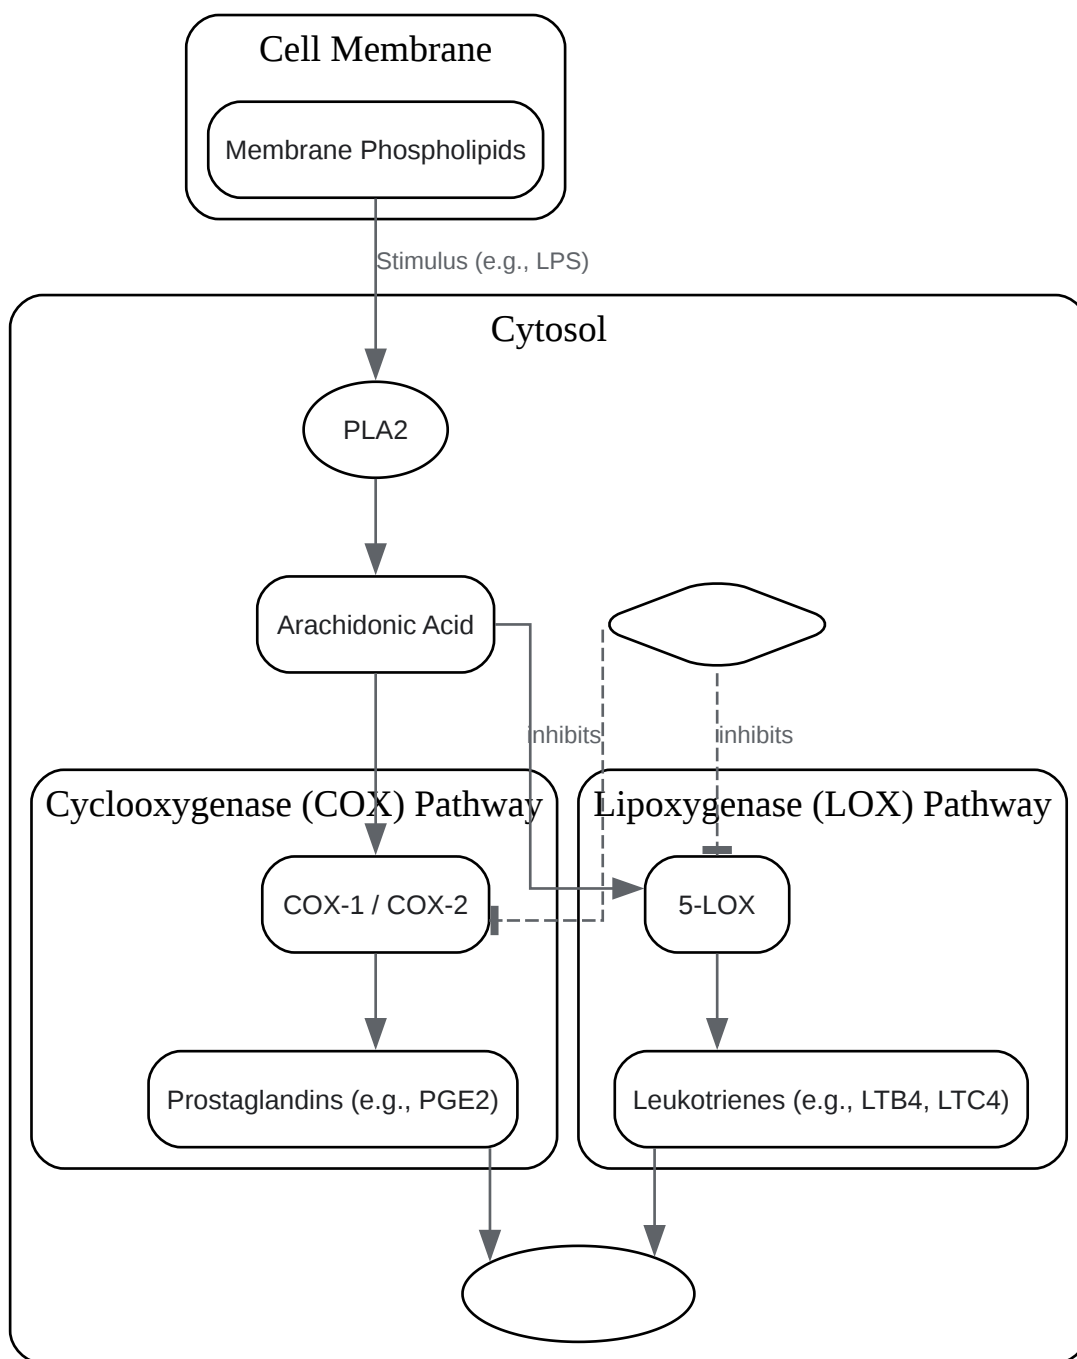 Cell Membrane
Membrane Phospholipids
Stimulus (e.g., LPS)
Cytosol
PLA2
Arachidonic Acid
inhibits
inhibits
Cyclooxygenase (COX) Pathway
Lipoxygenase (LOX) Pathway
COX-1 / COX-2
5-LOX
Prostaglandins (e.g., PGE2)
Leukotrienes (e.g., LTB4, LTC4)